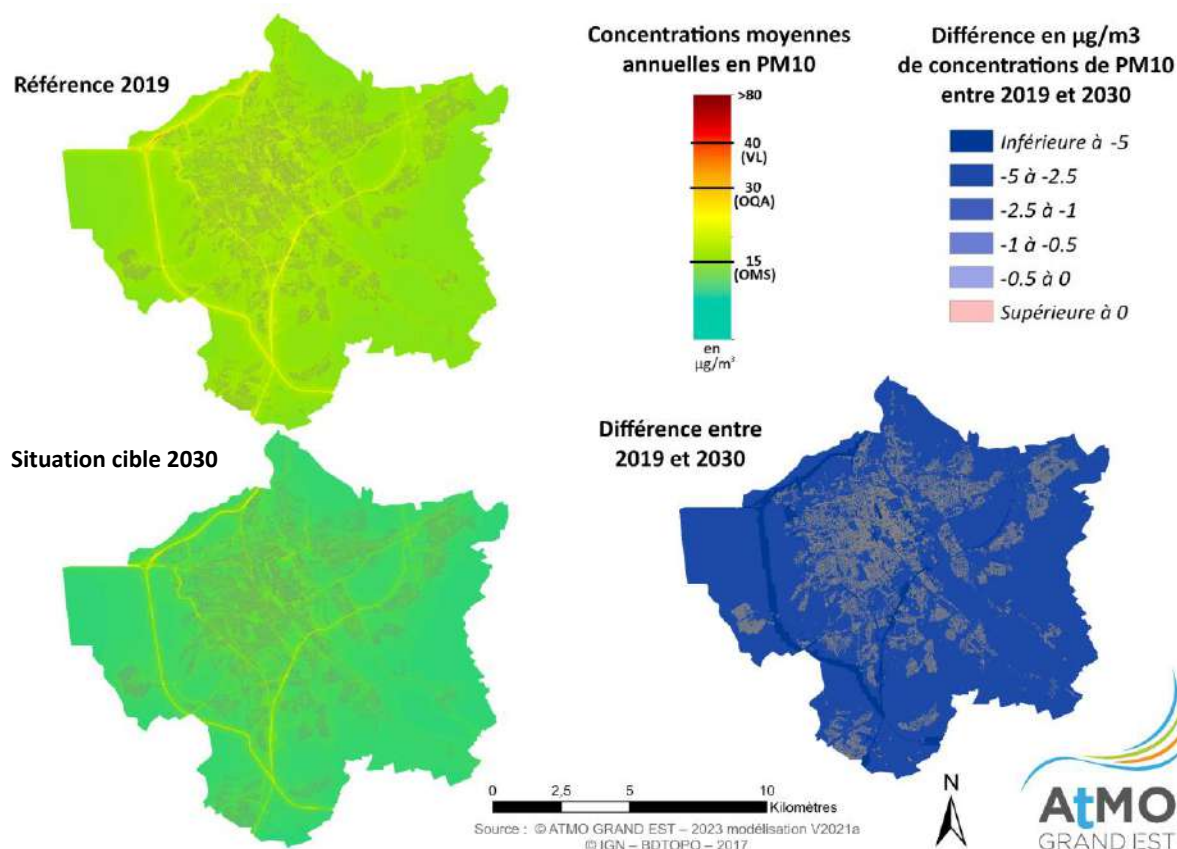 Référence 2019
Concentrations moyennes
annuelles en PM10
>80
40
(VL)
30
(OQA)
15
(OMS)
en
µg/m³
Différence en µg/m3
de concentrations de PM10
entre 2019 et 2030
Inférieure à -5
-5 à -2.5
-2.5 à -1
-1 à -0.5
-0.5 à 0
Supérieure à 0
Situation cible 2030
Différence entre
2019 et 2030
0 2,5 5 10
Kilomètres
N
Source : © ATMO GRAND EST – 2023 modélisation V2021a
© IGN – BDTOPO – 2017
AtMO
GRAND EST